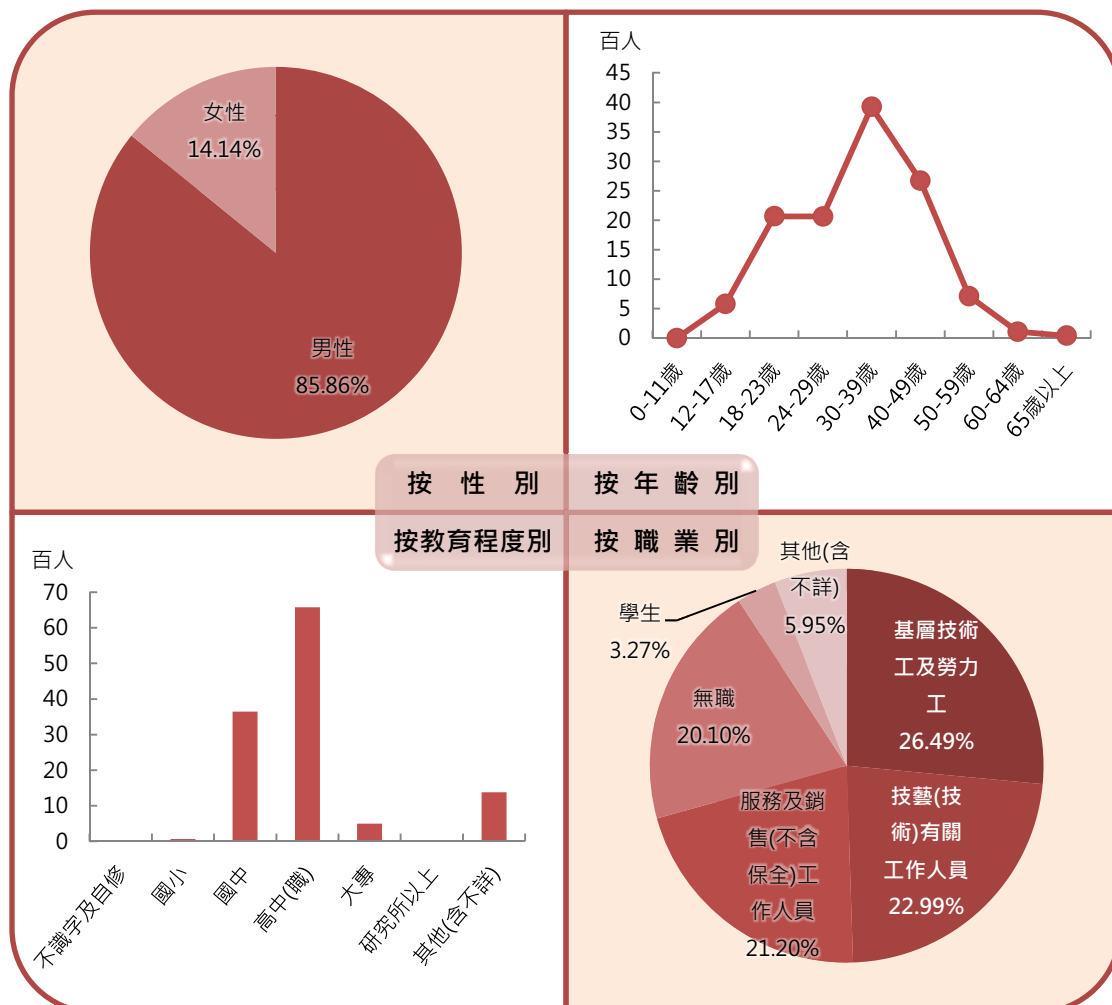 女性
14.14%
男性
85.86%
百人
45
40
35
30
25
20
15
10
5
0
0-11歲
12-17歲
18-23歲
24-29歲
30-39歲
40-49歲
50-59歲
60-64歲
65歲以上
按性別
按年齡別
按教育程度別
按職業別
百人
70
60
50
40
30
20
10
0
不識字及自修
國小
國中
高中(職)
大專
研究所以上
其他(含不詳)
其他(含
不詳)
5.95%
學生
3.27%
無職
20.10%
基層技術
工及勞力
工
26.49%
服務及銷
售(不含
保全)工
作人員
21.20%
技藝(技
術)有關
工作人員
22.99%